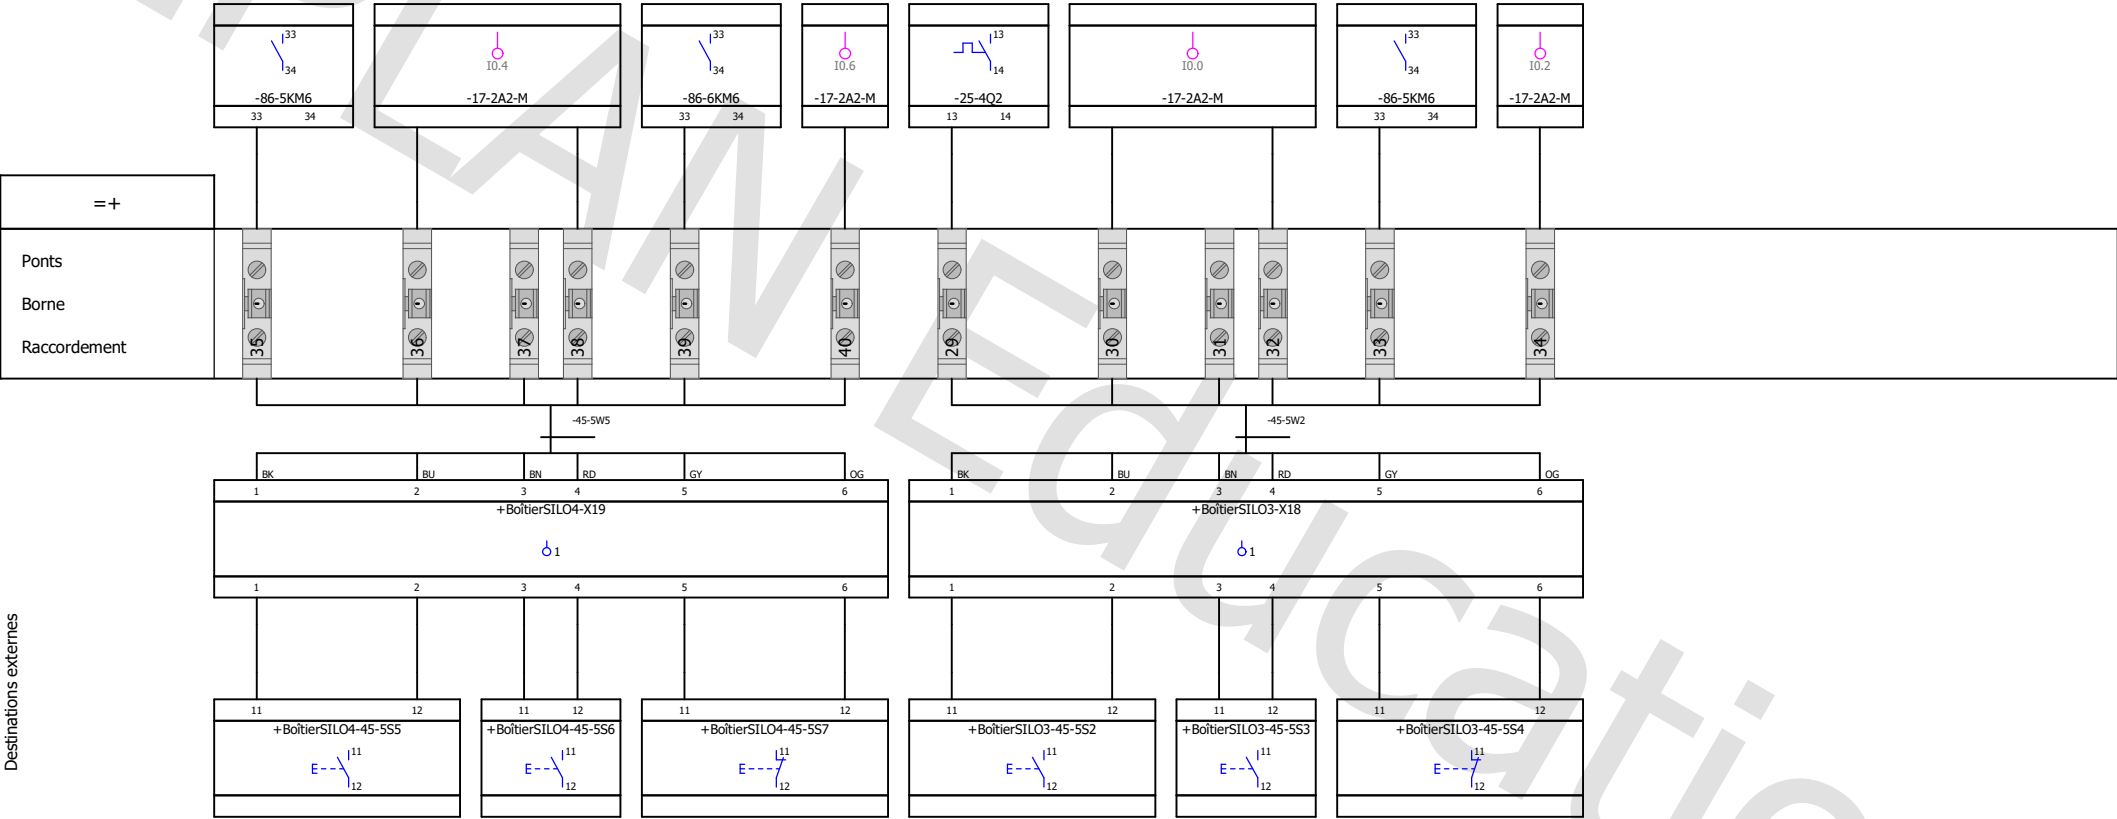 33 33 13 33
34 I0.4 34 I0.6 14 I0.0 34 I0.2
-86-5KM6 -17-2A2-M -86-6KM6 -17-2A2-M -25-4Q2 -17-2A2-M -86-5KM6 -17-2A2-M
33 34 33 34 13 14 33 34
=+
Ponts
Borne
Raccordement
35 36 37 38 39 40 29 30 31 32 33 34
-45-5W5 -45-5W2
BK BU BN RD GY OG BK BU BN RD GY OG
1 2 3 4 5 6 1 2 3 4 5 6
+BoîtierSILO4-X19 +BoîtierSILO3-X18
1 1
1 2 3 4 5 6 1 2 3 4 5 6
Destinations externes
11 12 11 12 11 12 11 12 11 12 11 12
+BoîtierSILO4-45-5S5 +BoîtierSILO4-45-5S6 +BoîtierSILO4-45-5S7 +BoîtierSILO3-45-5S2 +BoîtierSILO3-45-5S3 +BoîtierSILO3-45-5S4
11 11 11 11 11 11
12 12 12 12 12 12
PLAN Educatio